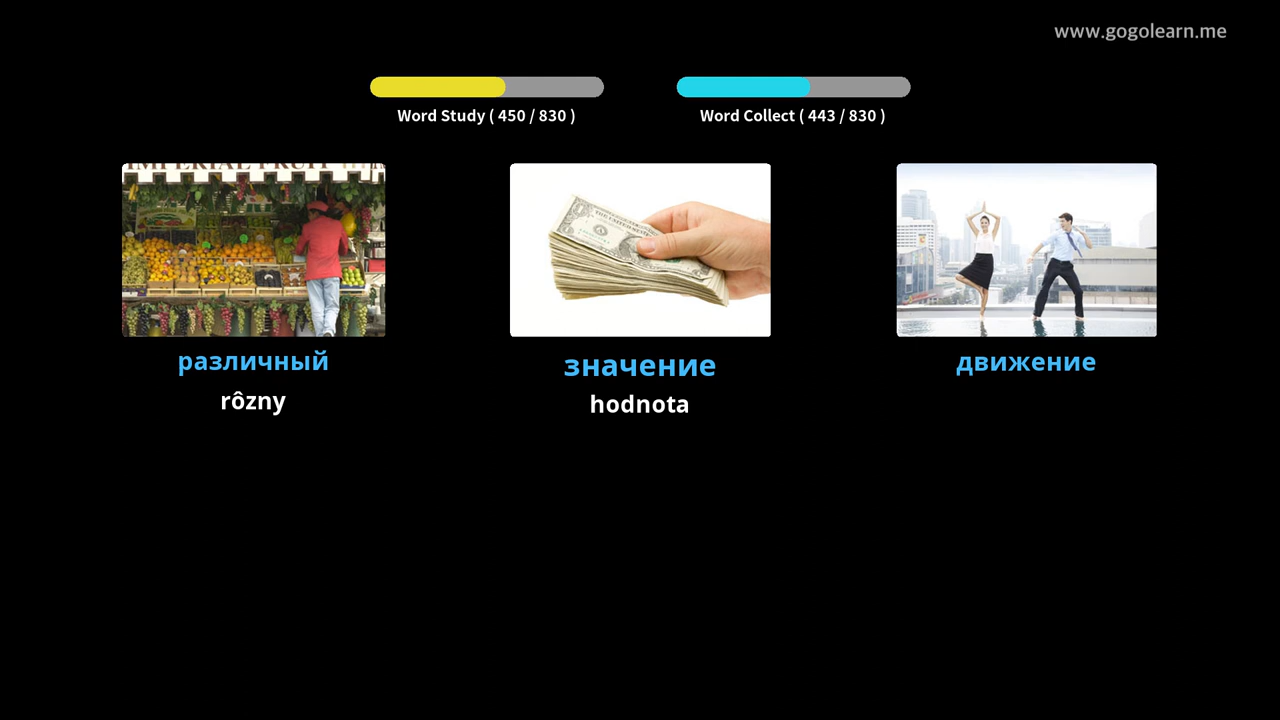 www.gogolearn.me
Word Study ( 450 / 830 )
Word Collect ( 443 / 830 )
различный
rôzny
значение
hodnota
движение